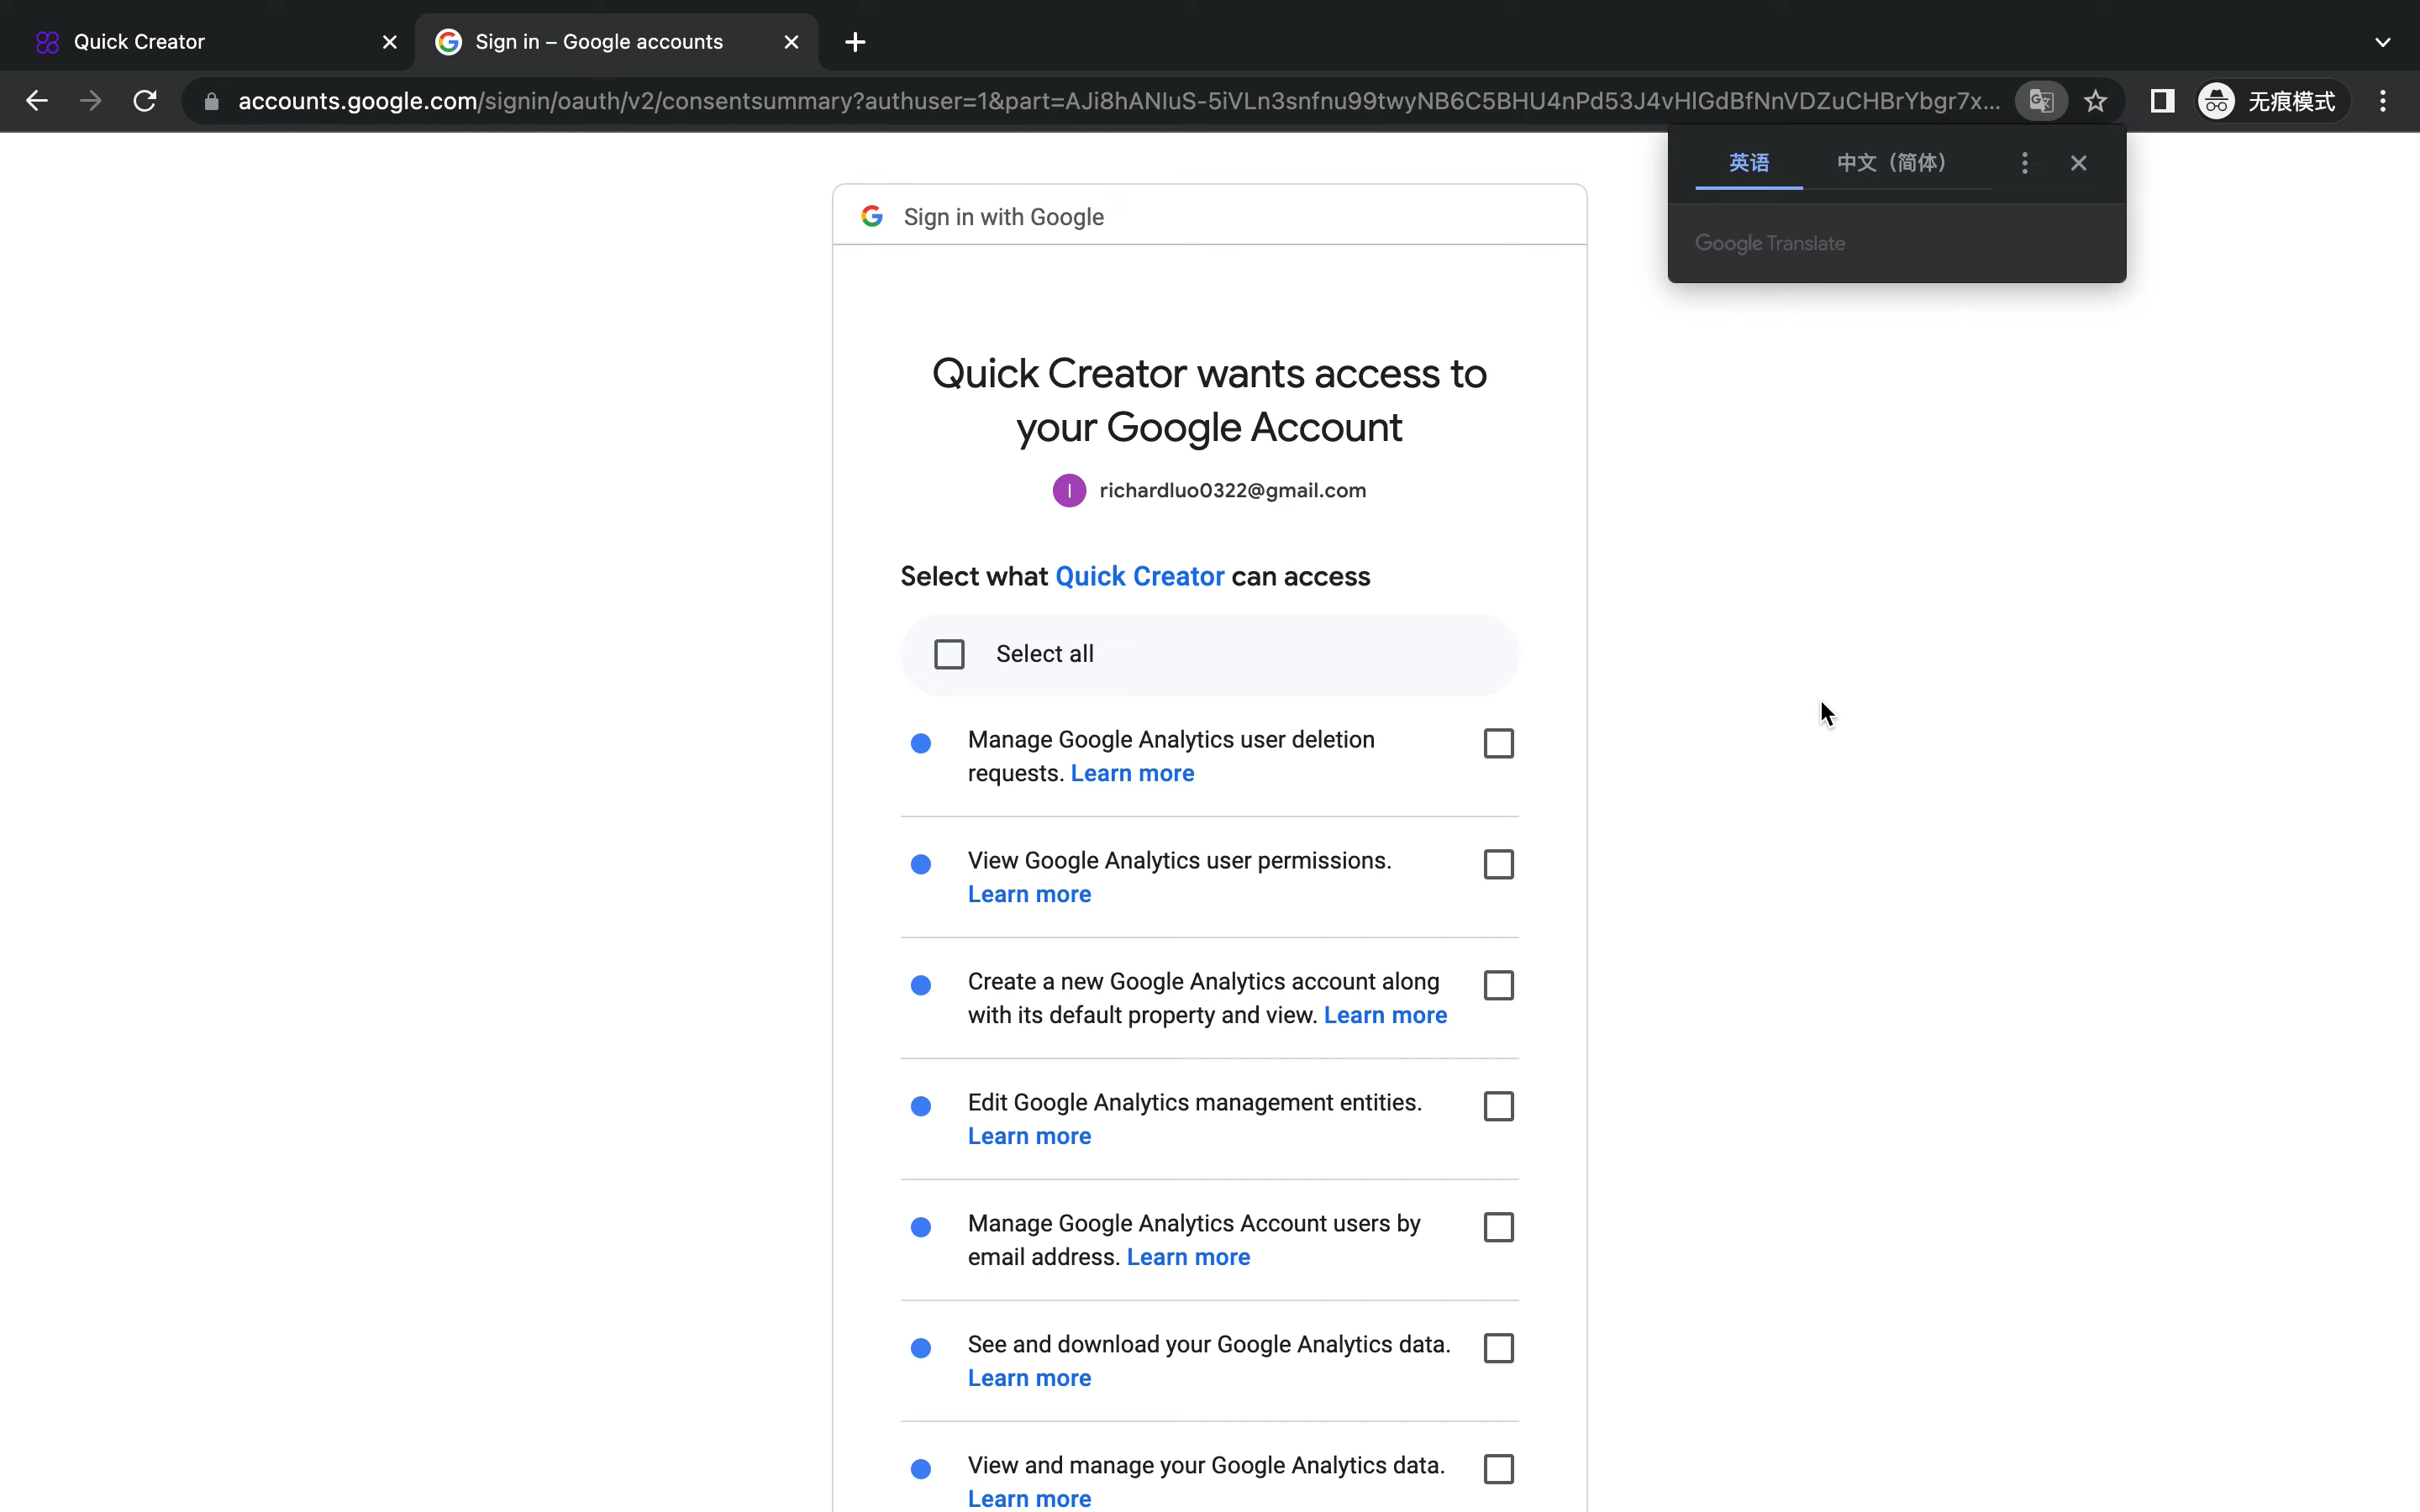 Quick Creator
Sign in – Google accounts
accounts.google.com/signin/oauth/v2/consentsummary?authuser=1&part=AJi8hANIuS-5iVLn3snfnu99twyNB6C5BHU4nPd53J4vHIGdBfNnVDZuCHBrYbgr7x...
无痕模式
英语
中文（简体）
Google Translate
Sign in with Google
Quick Creator wants access to
your Google Account
I
richardluo0322@gmail.com
Select what Quick Creator can access
Select all
Manage Google Analytics user deletion
requests. Learn more
View Google Analytics user permissions.
Learn more
Create a new Google Analytics account along
with its default property and view. Learn more
Edit Google Analytics management entities.
Learn more
Manage Google Analytics Account users by
email address. Learn more
See and download your Google Analytics data.
Learn more
View and manage your Google Analytics data.
Learn more